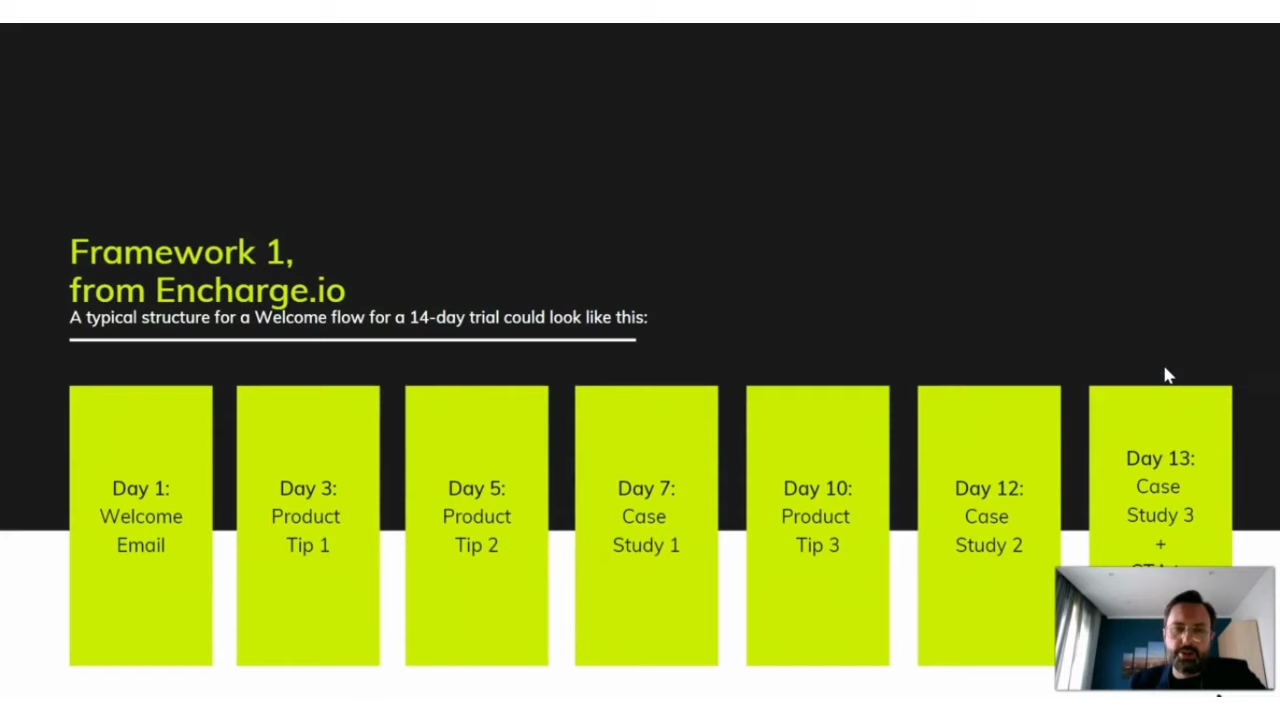 Framework 1,
from Encharge.io
A typical structure for a Welcome flow for a 14-day trial could look like this:
Day 1:
Welcome
Email
Day 3:
Product
Tip 1
Day 5:
Product
Tip 2
Day 7:
Case
Study 1
Day 10:
Product
Tip 3
Day 12:
Case
Study 2
Day 13:
Case
Study 3
+